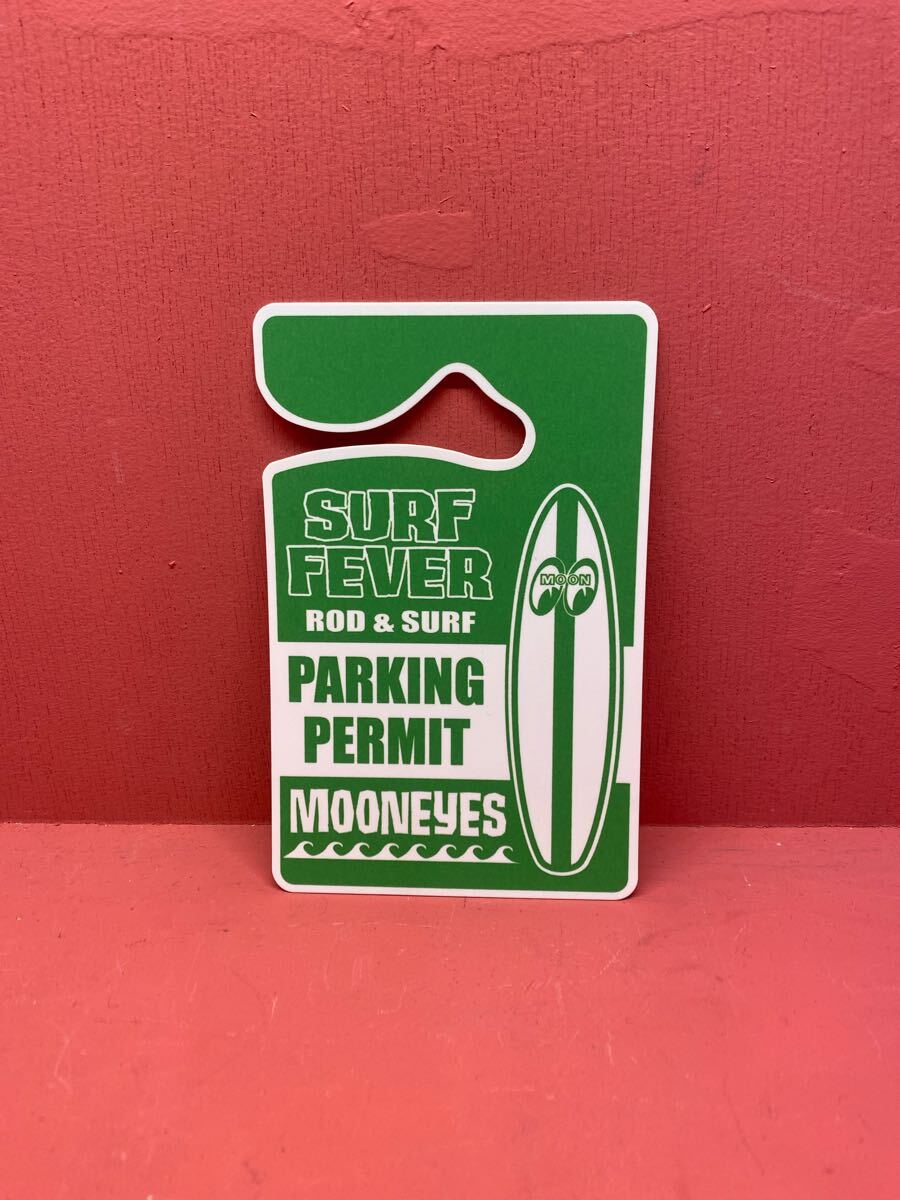 SURF
FEVER
ROD & SURF
PARKING
PERMIT
MOONEYES
MOON